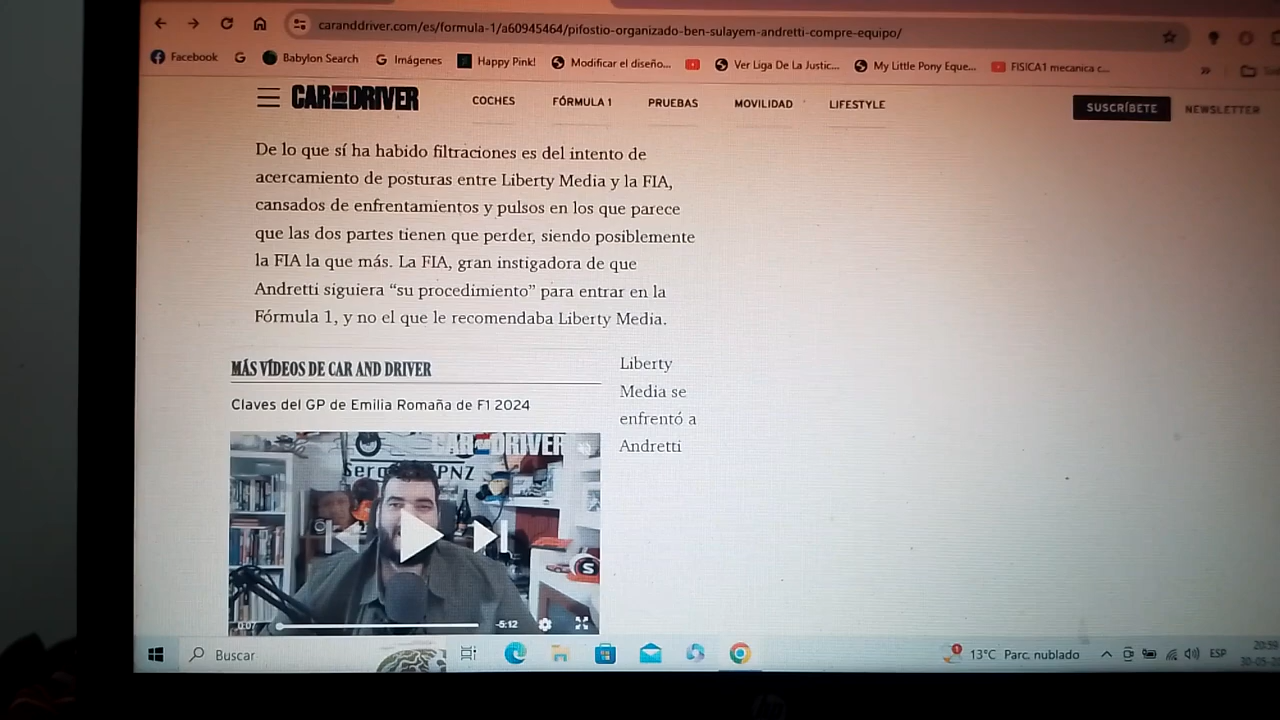 caranddriver.com/es/formula-1/a60945464/pifostio-organizado-ben-sulayem-andretti-compre-equipo/
Facebook
Babylon Search
Imágenes
Happy Pink!
Modificar el diseño...
Ver Liga De La Justic...
My Little Pony Eque...
FISICA1 mecanica c...
CAR AND DRIVER
COCHES
FÓRMULA 1
PRUEBAS
MOVILIDAD
LIFESTYLE
SUSCRÍBETE
NEWSLETTER
De lo que sí ha habido filtraciones es del intento de
acercamiento de posturas entre Liberty Media y la FIA,
cansados de enfrentamientos y pulsos en los que parece
que las dos partes tienen que perder, siendo posiblemente
la FIA la que más. La FIA, gran instigadora de que
Andretti siguiera “su procedimiento” para entrar en la
Fórmula 1, y no el que le recomendaba Liberty Media.
MÁS VÍDEOS DE CAR AND DRIVER
Claves del GP de Emilia Romaña de F1 2024
Liberty
Media se
enfrentó a
Andretti
CAR AND DRIVER
0:07
-5:12
Buscar
13°C Parc. nublado
ESP
20:59